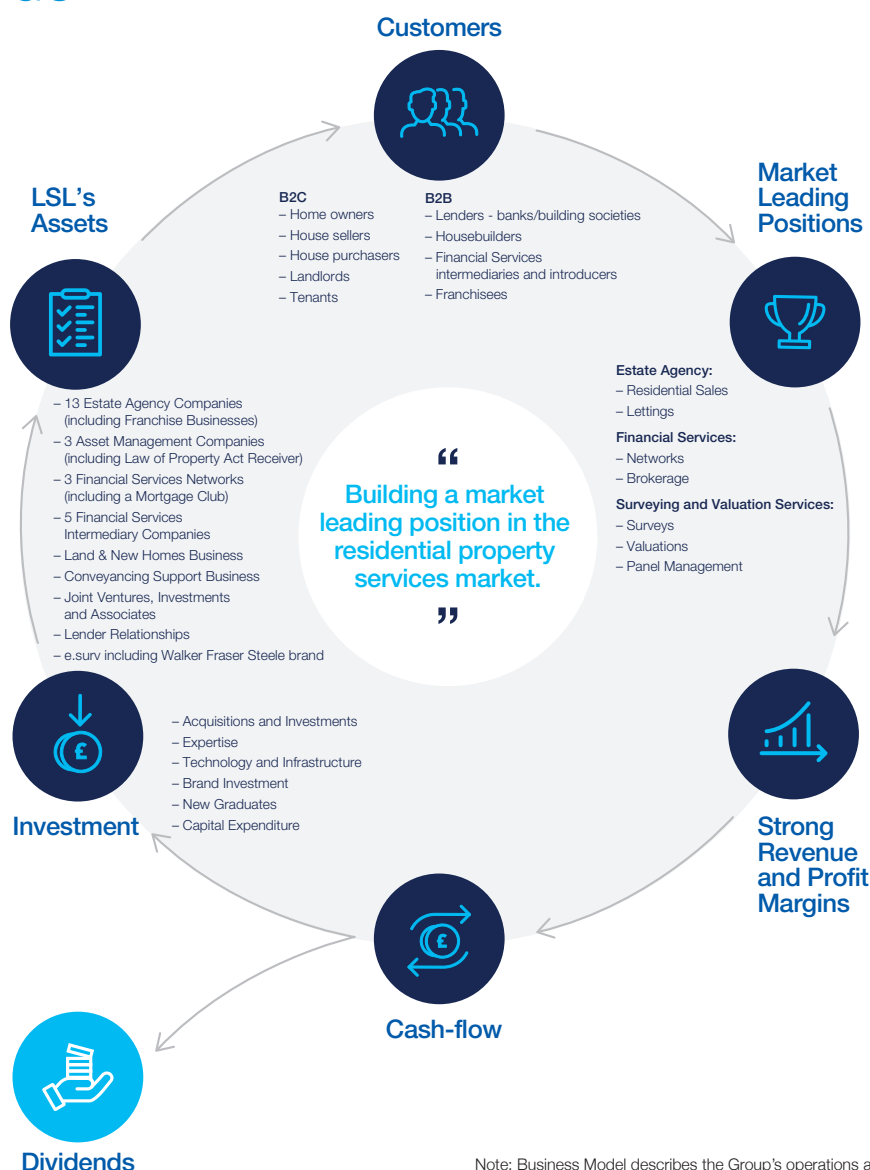 Customers
B2C
– Home owners
– House sellers
– House purchasers
– Landlords
– Tenants
B2B
– Lenders - banks/building societies
– Housebuilders
– Financial Services
intermediaries and introducers
– Franchisees
Market
Leading
Positions
Estate Agency:
– Residential Sales
– Lettings
Financial Services:
– Networks
– Brokerage
Surveying and Valuation Services:
– Surveys
– Valuations
– Panel Management
LSL's
Assets
– 13 Estate Agency Companies
(including Franchise Businesses)
– 3 Asset Management Companies
(including Law of Property Act Receiver)
– 3 Financial Services Networks
(including a Mortgage Club)
– 5 Financial Services
Intermediary Companies
– Land & New Homes Business
– Conveyancing Support Business
– Joint Ventures, Investments
and Associates
– Lender Relationships
– e.surv including Walker Fraser Steele brand
“
Building a market
leading position in the
residential property
services market.
”
£
Investment
– Acquisitions and Investments
– Expertise
– Technology and Infrastructure
– Brand Investment
– New Graduates
– Capital Expenditure
Strong
Revenue
and Profit
Margins
£
Cash-flow
Dividends
Note: Business Model describes the Group's operations a